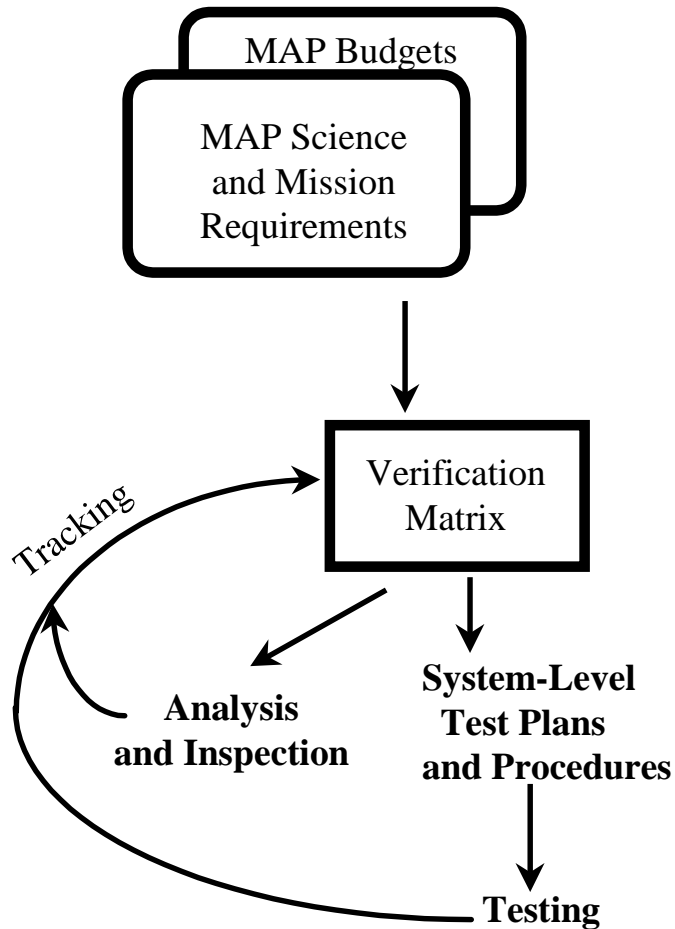 MAP Budgets
MAP Science
and Mission
Requirements
Verification
Matrix
Tracking
Analysis
and Inspection
System-Level
Test Plans
and Procedures
Testing